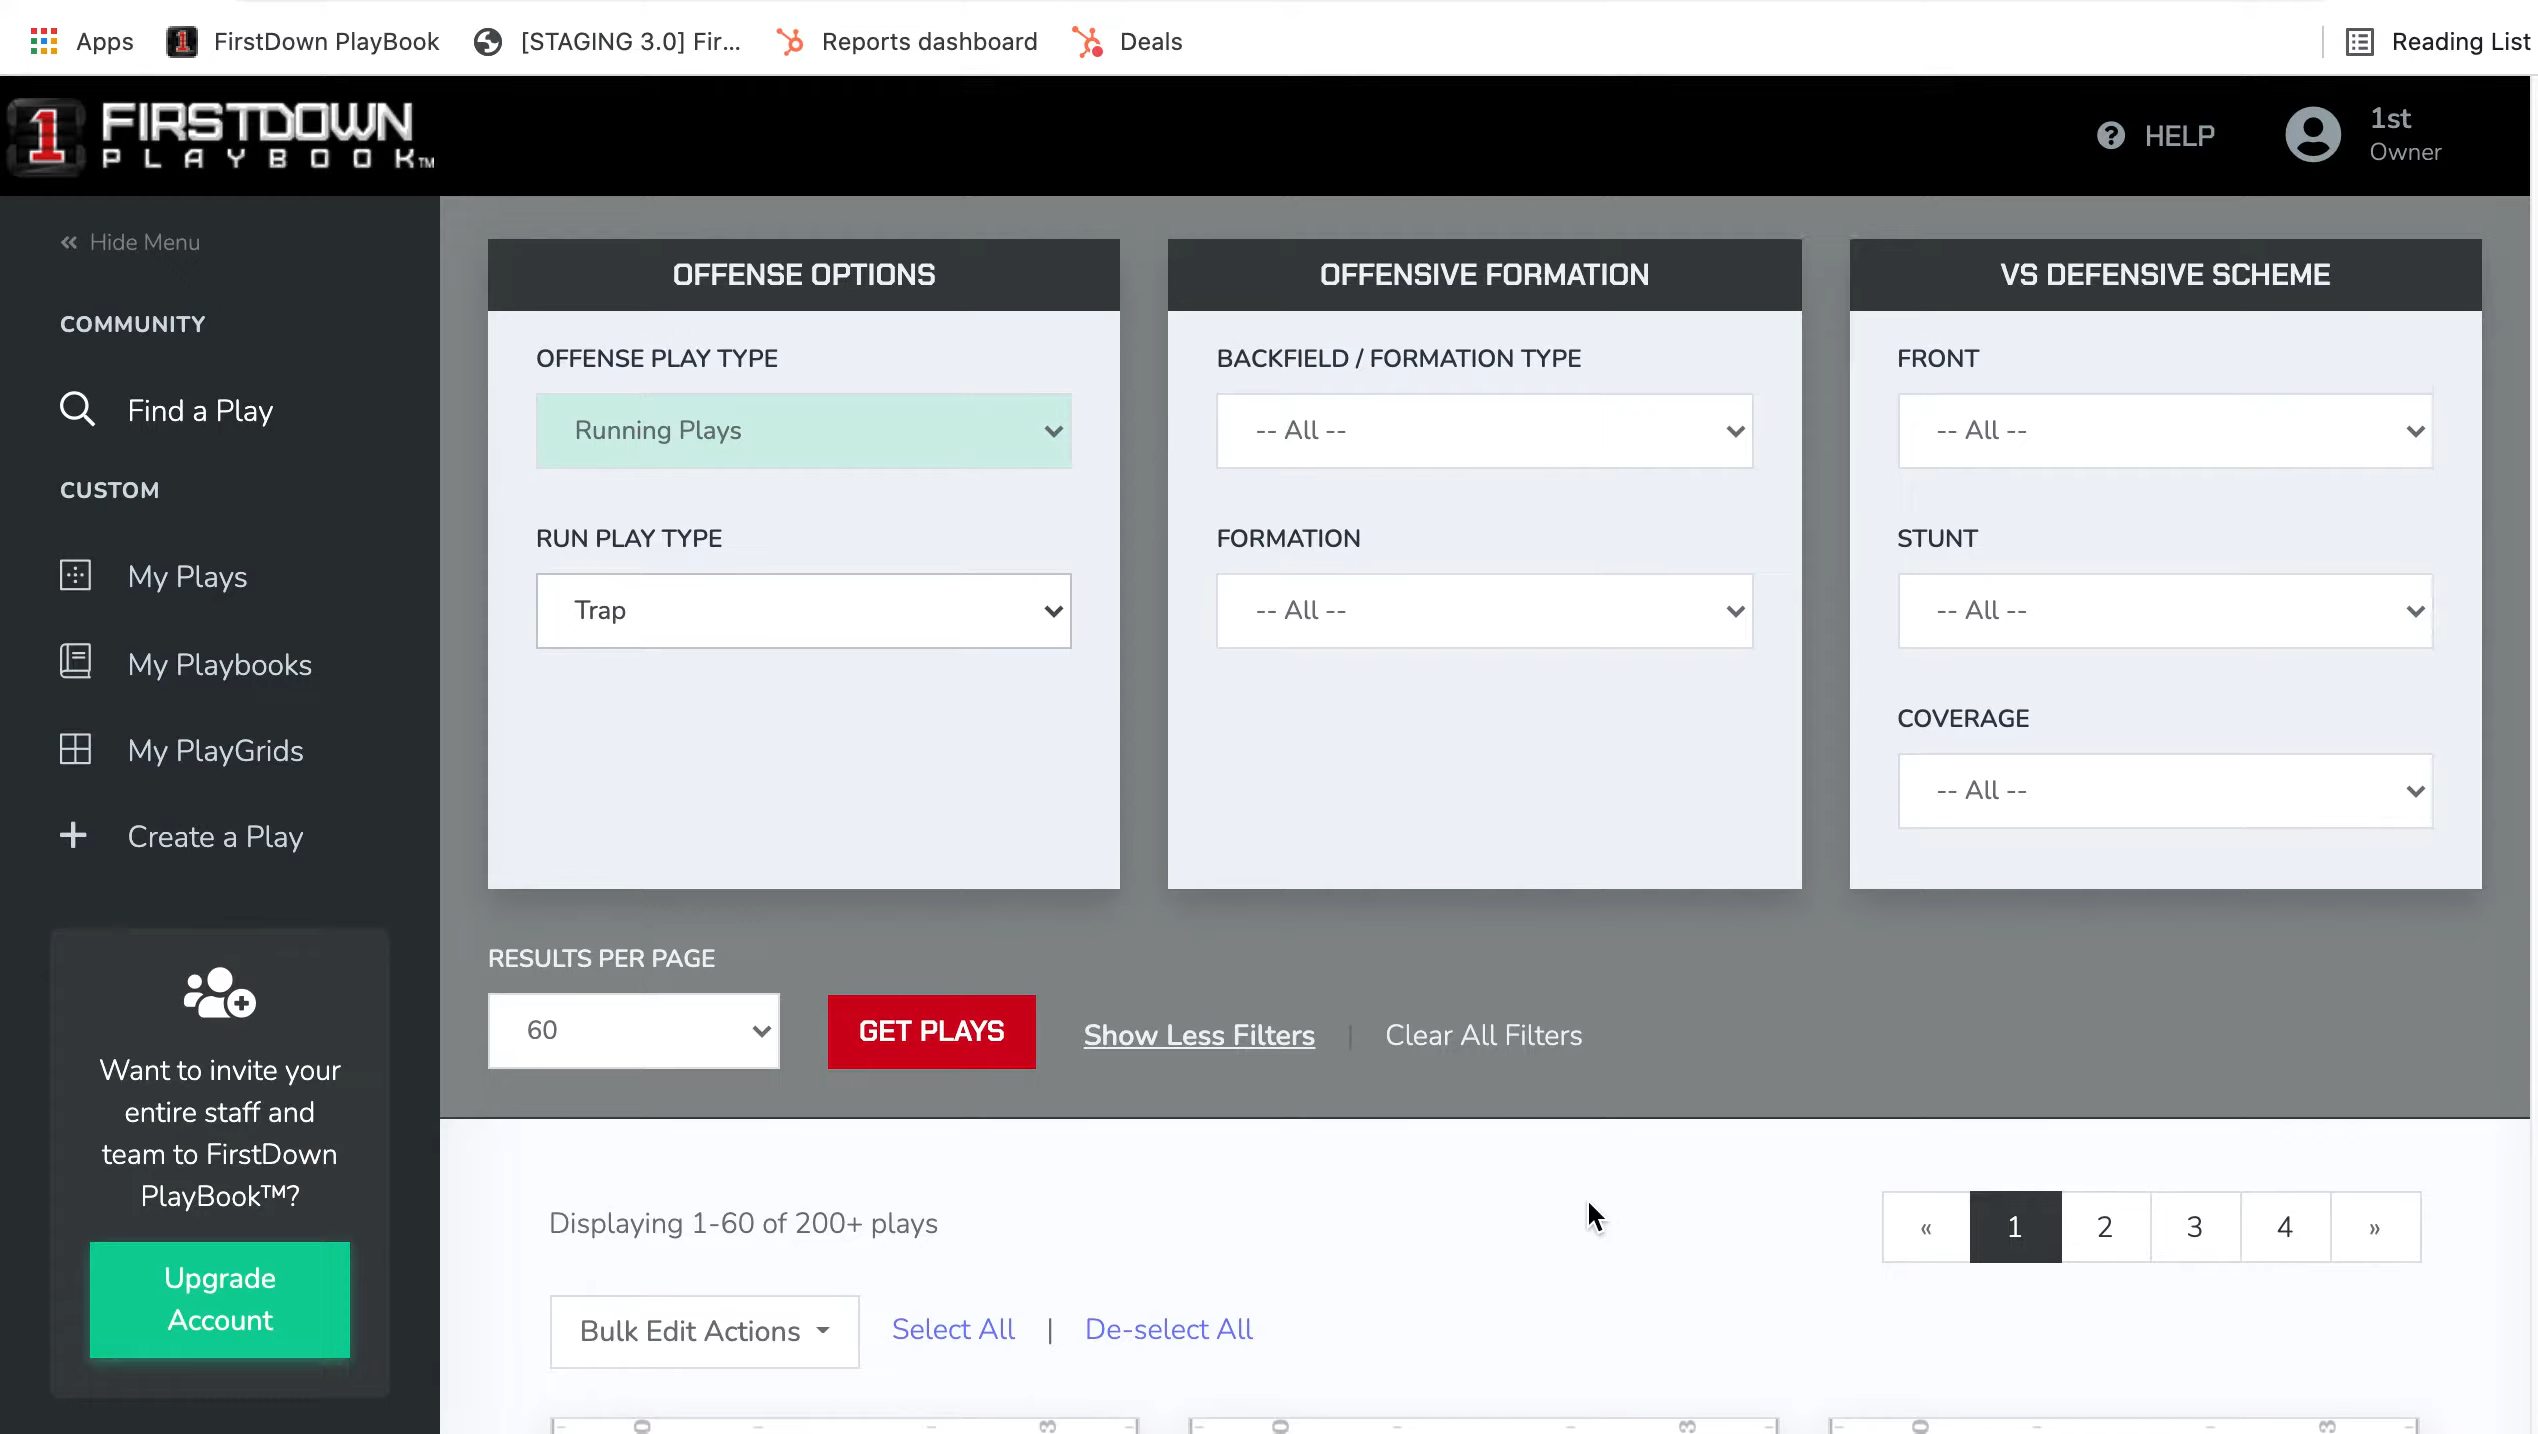 Apps
FirstDown PlayBook
[STAGING 3.0] Fir...
Reports dashboard
Deals
Reading List
1 FIRSTDOWN
PLAYBOOK™
HELP
1st
Owner
Hide Menu
COMMUNITY
Find a Play
CUSTOM
My Plays
My Playbooks
My PlayGrids
Create a Play
Want to invite your
entire staff and
team to FirstDown
PlayBook™?
Upgrade
Account
OFFENSE OPTIONS
OFFENSE PLAY TYPE
Running Plays
RUN PLAY TYPE
Trap
OFFENSIVE FORMATION
BACKFIELD / FORMATION TYPE
-- All --
FORMATION
-- All --
VS DEFENSIVE SCHEME
FRONT
-- All --
STUNT
-- All --
COVERAGE
-- All --
RESULTS PER PAGE
60
GET PLAYS
Show Less Filters | Clear All Filters
Displaying 1-60 of 200+ plays
« 1 2 3 4 »
Bulk Edit Actions
Select All | De-select All